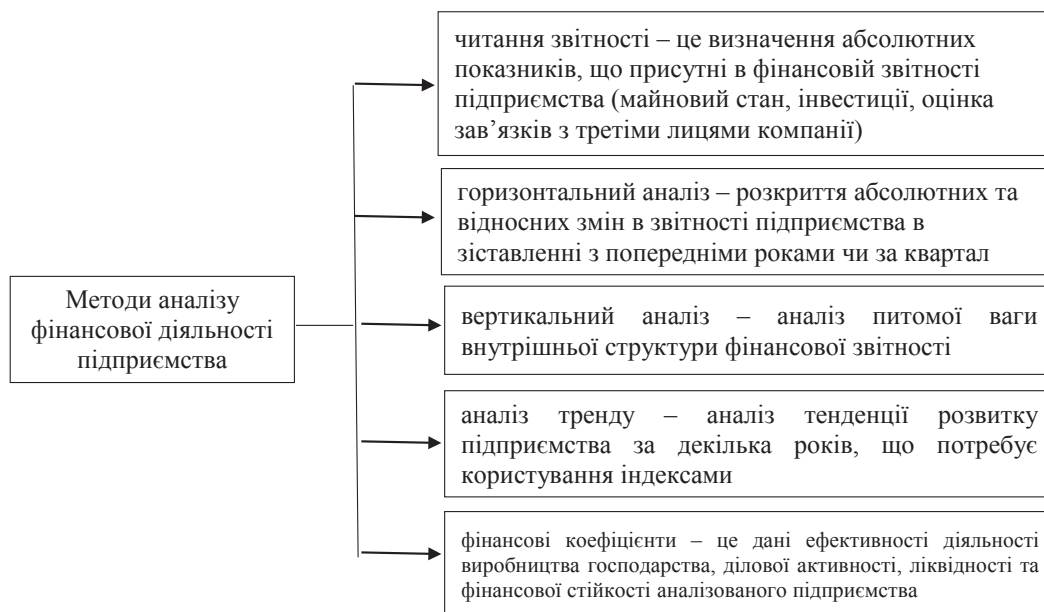 читання звітності – це визначення абсолютних
показників, що присутні в фінансовій звітності
підприємства (майновий стан, інвестиції, оцінка
зав’язків з третіми лицями компанії)
горизонтальний аналіз – розкриття абсолютних та
відносних змін в звітності підприємства в
зіставленні з попередніми роками чи за квартал
Методи аналізу
фінансової діяльності
підприємства
вертикальний аналіз – аналіз питомої ваги
внутрішньої структури фінансової звітності
аналіз тренду – аналіз тенденції розвитку
підприємства за декілька років, що потребує
користування індексами
фінансові коефіцієнти – це дані ефективності діяльності
виробництва господарства, ділової активності, ліквідності та
фінансової стійкості аналізованого підприємства